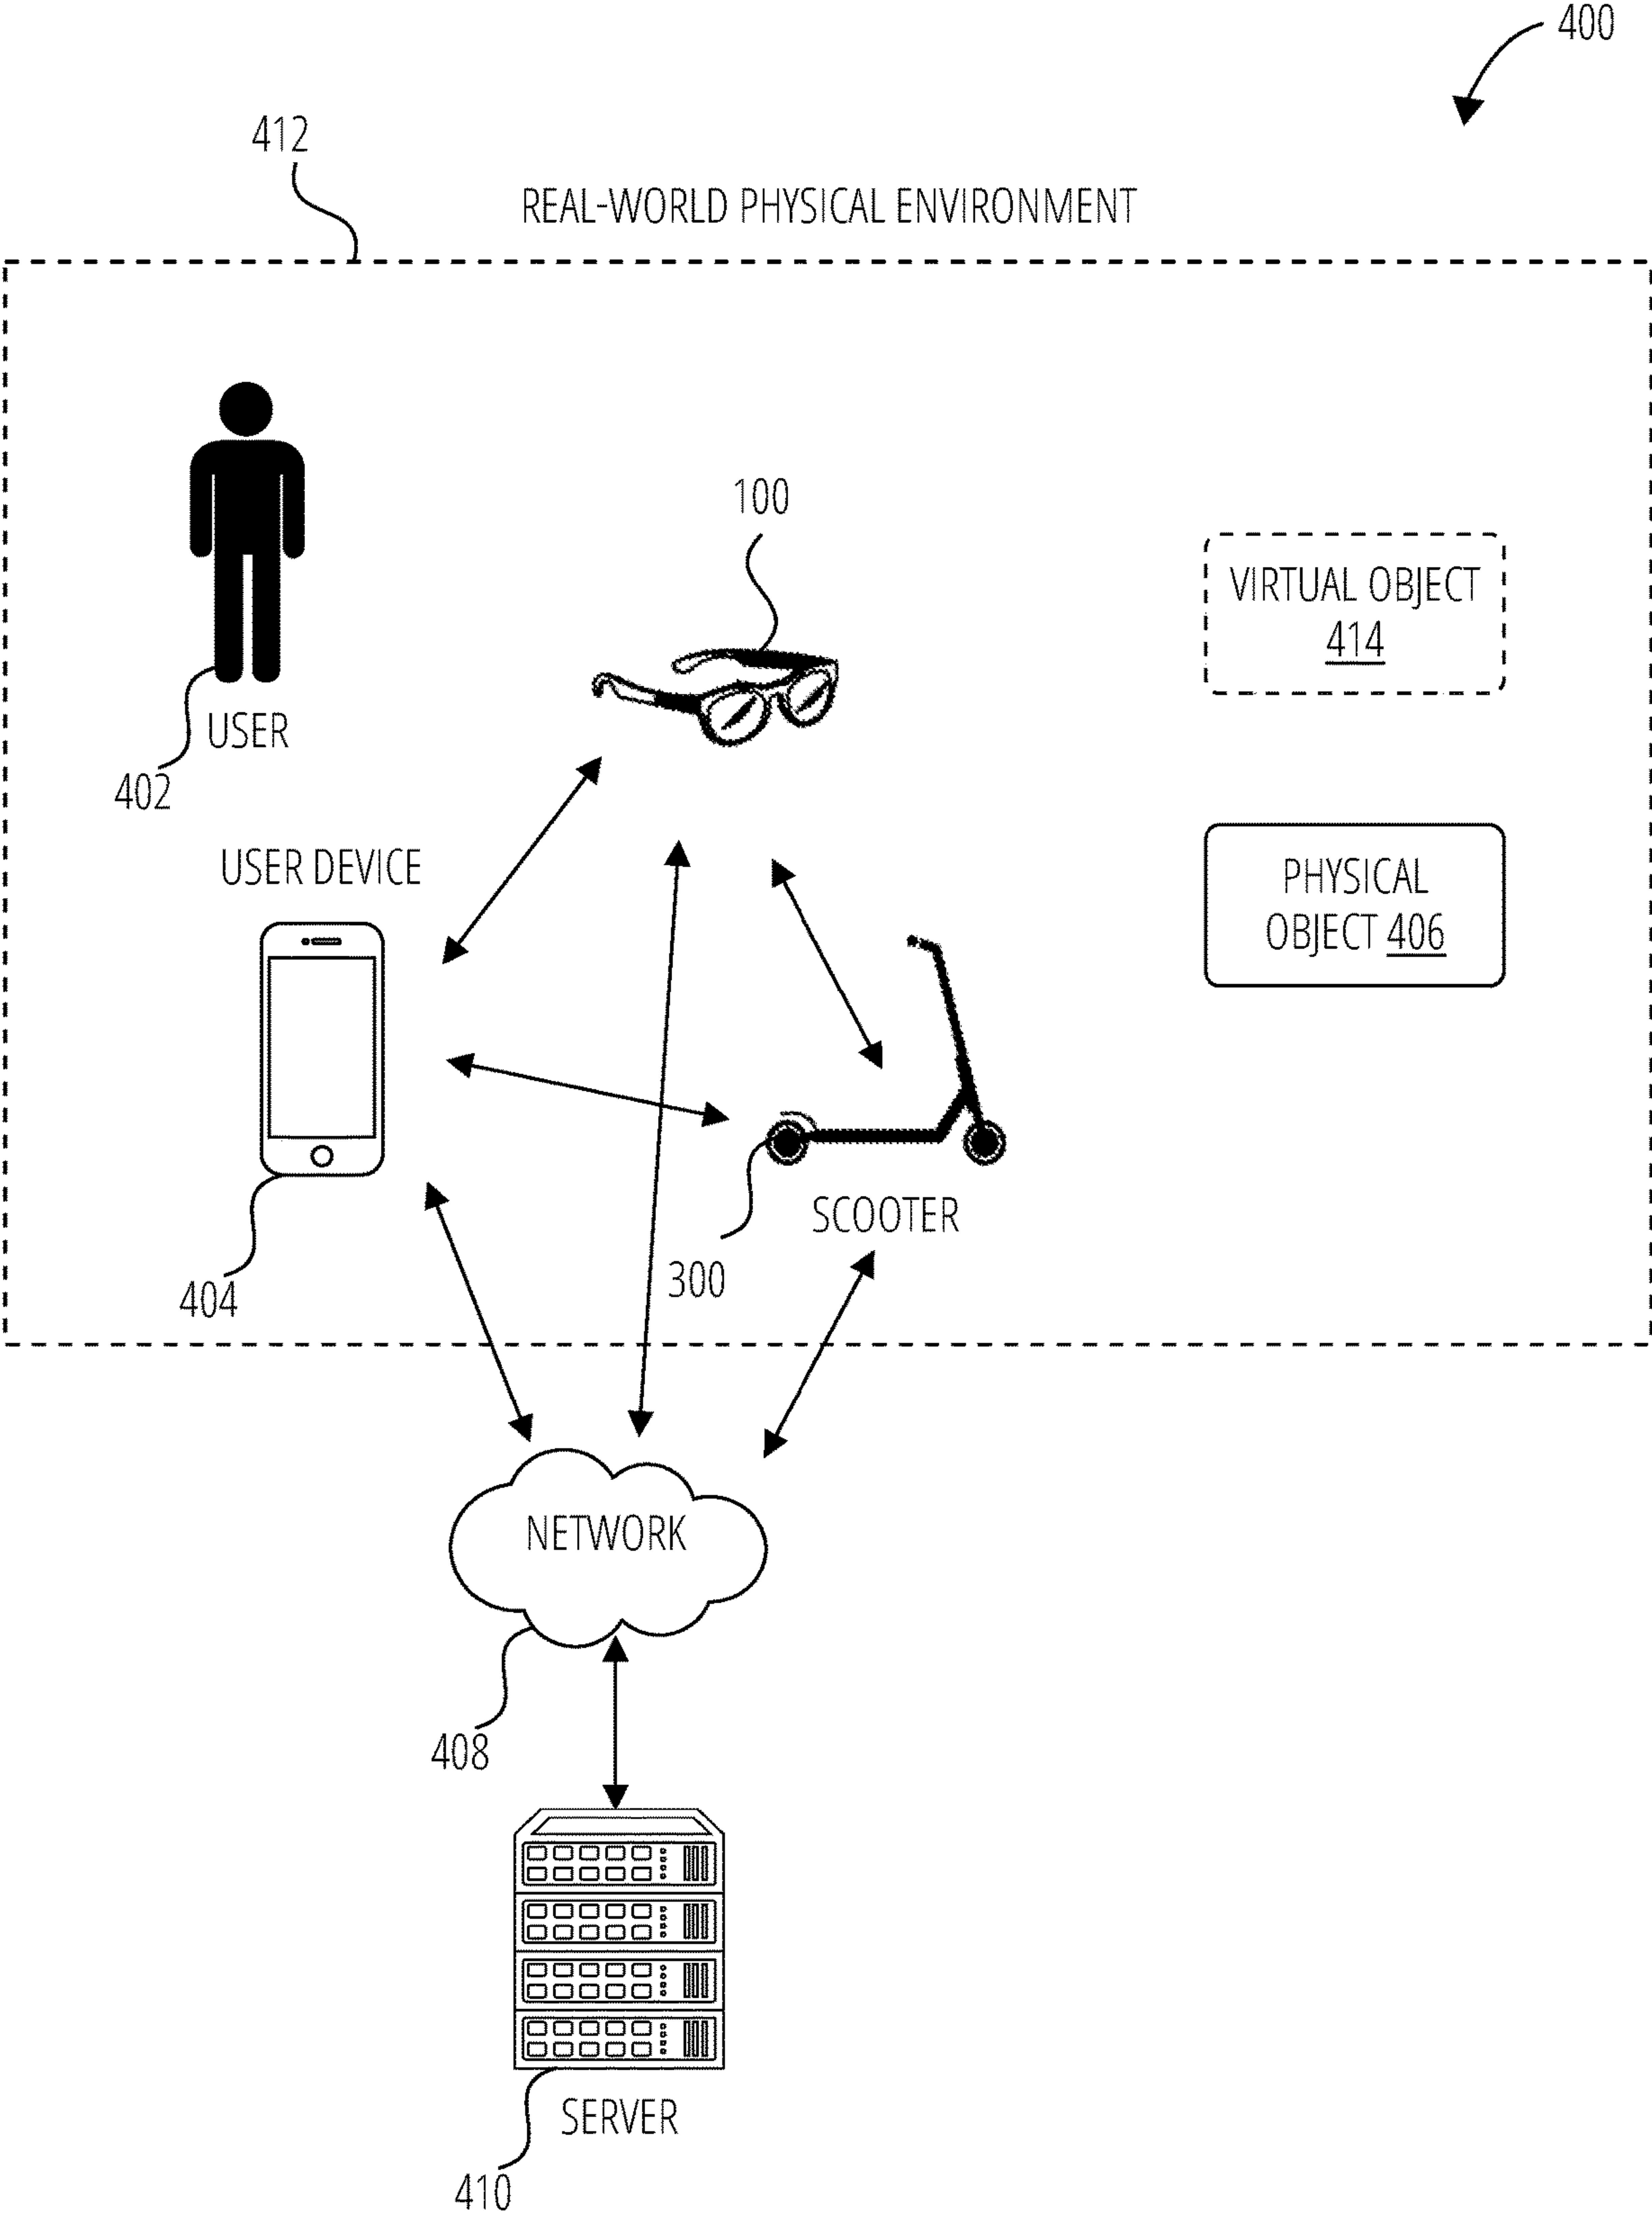 400
412
REAL-WORLD PHYSICAL ENVIRONMENT
100
VIRTUAL OBJECT
414
USER
402
USER DEVICE
PHYSICAL
OBJECT 406
SCOOTER
300
404
NETWORK
408
SERVER
410